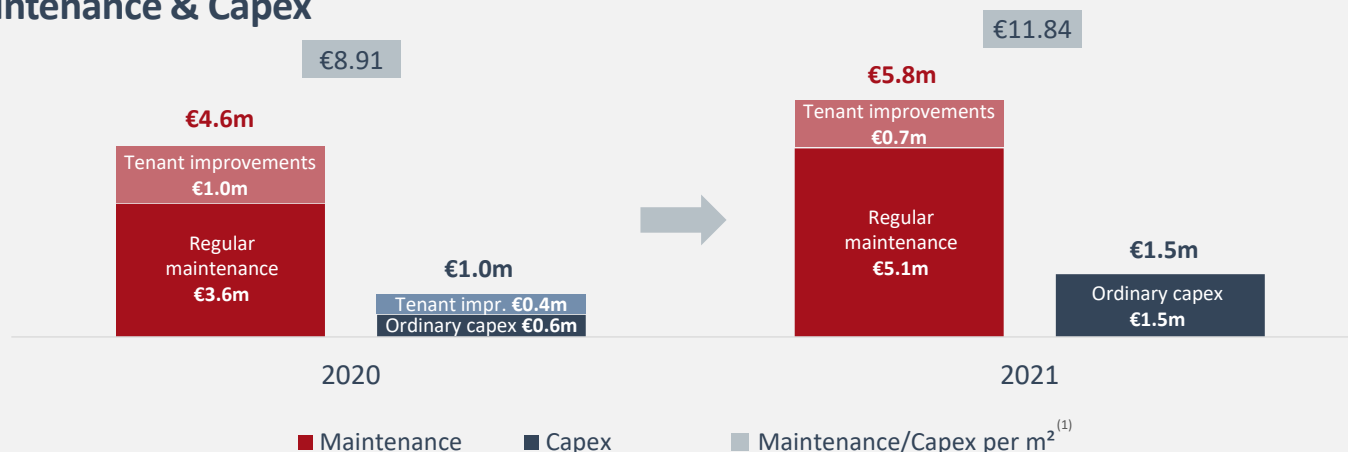 ntenance & Capex
€8.91
€11.84
€4.6m
Tenant improvements
€1.0m
Regular
maintenance
€3.6m
€1.0m
Tenant impr. €0.4m
Ordinary capex €0.6m
€5.8m
Tenant improvements
€0.7m
Regular
maintenance
€5.1m
€1.5m
Ordinary capex
€1.5m
2020
2021
Maintenance
Capex
Maintenance/Capex per m² (1)